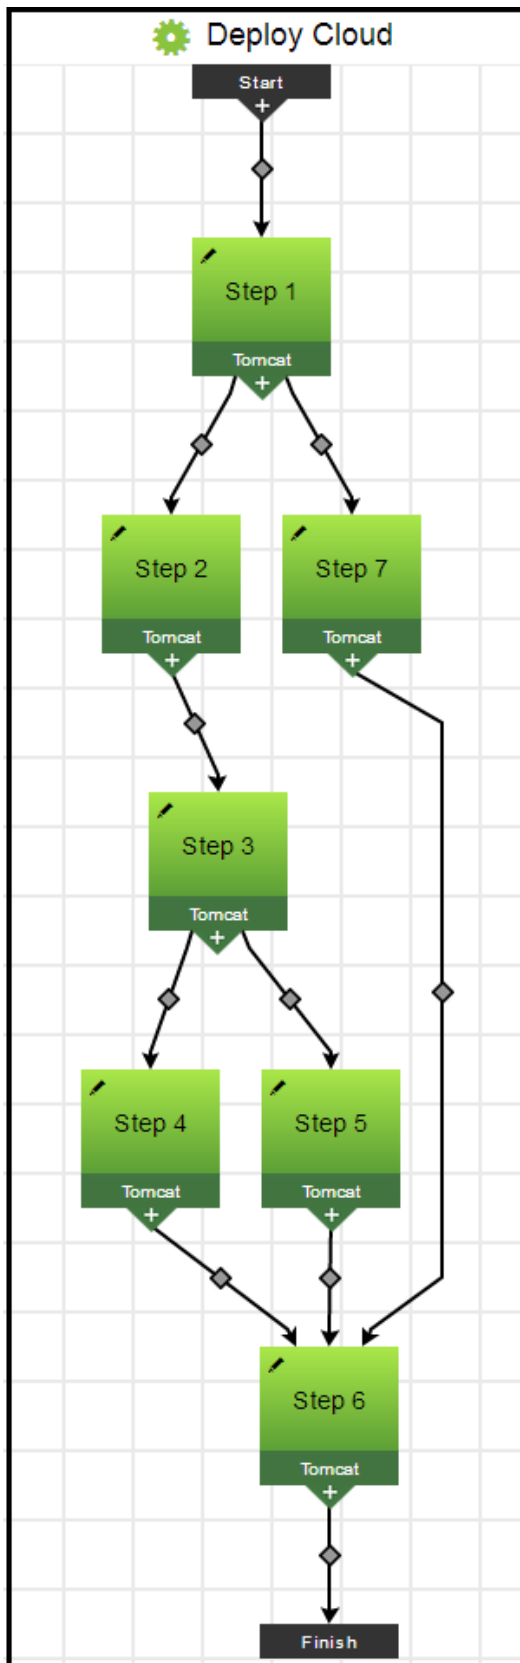 Deploy Cloud
Start
+
Step 1
Tomcat
+
Step 2
Tomcat
+
Step 7
Tomcat
+
Step 3
Tomcat
+
Step 4
Tomcat
+
Step 5
Tomcat
+
Step 6
Tomcat
+
Finish